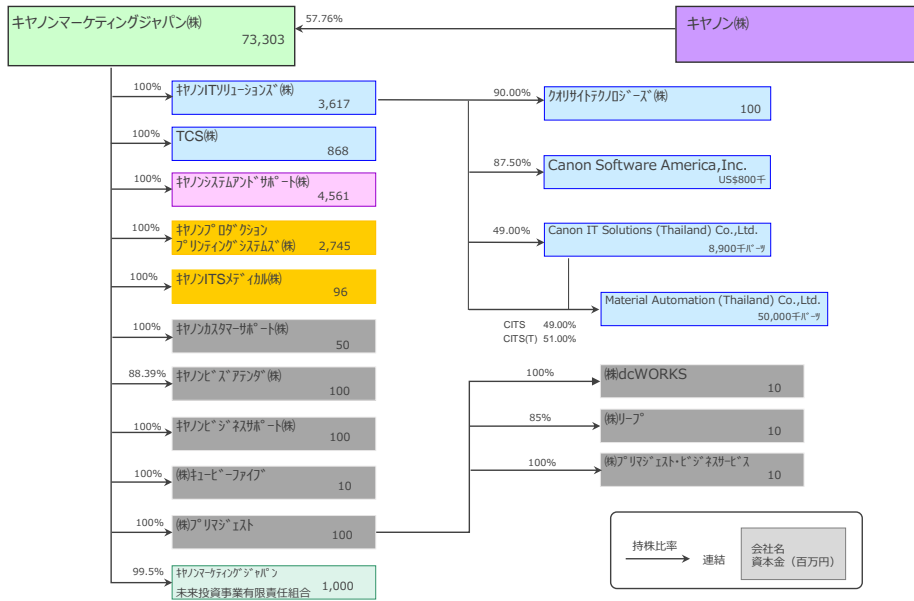 キヤノンマーケティングジャパン㈱
73,303
57.76%
キヤノン㈱
100%
ｷﾔﾉﾝITｿﾘｭｰｼｮﾝｽﾞ㈱
3,617
90.00%
ｸｵﾘｻｲﾄﾃｸﾉﾛｼﾞｰｽﾞ㈱
100
100%
TCS㈱
868
87.50%
Canon Software America,Inc.
US$800千
100%
ｷﾔﾉﾝｼｽﾃﾑｱﾝﾄﾞｻﾎﾟｰﾄ㈱
4,561
100%
ｷﾔﾉﾝﾌﾟﾛﾀﾞｸｼｮﾝ
ﾌﾟﾘﾝﾃｨﾝｸﾞｼｽﾃﾑｽﾞ㈱
2,745
49.00%
Canon IT Solutions (Thailand) Co.,Ltd.
8,900千ﾊﾞｰﾂ
100%
ｷﾔﾉﾝITSﾒﾃﾞｨｶﾙ㈱
96
Material Automation (Thailand) Co.,Ltd.
50,000千ﾊﾞｰﾂ
CITS 49.00%
CITS(T) 51.00%
100%
ｷﾔﾉﾝｶｽﾀﾏｰｻﾎﾟｰﾄ㈱
50
88.39%
ｷﾔﾉﾝﾋﾞｽﾞｱﾃﾝﾀﾞ㈱
100
100%
㈱dcWORKS
10
100%
ｷﾔﾉﾝﾋﾞｼﾞﾈｽｻﾎﾟｰﾄ㈱
100
85%
㈱ﾘｰﾌﾟ
10
100%
㈱ｷｭｰﾋﾞｰﾌｧｲﾌﾞ
10
100%
㈱ﾌﾟﾘﾏｼﾞｪｽﾄ・ﾋﾞｼﾞﾈｽｻｰﾋﾞｽ
10
100%
㈱ﾌﾟﾘﾏｼﾞｪｽﾄ
100
99.5%
ｷﾔﾉﾝﾏｰｹﾃｨﾝｸﾞｼﾞｬﾊﾟﾝ
未来投資事業有限責任組合
1,000
持株比率
連結
会社名
資本金（百万円）